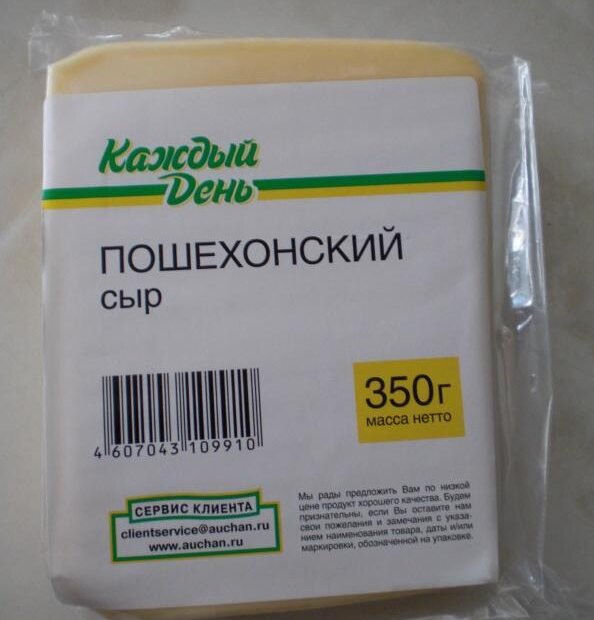 Каждый
День
ПОШЕХОНСКИЙ
сыр
350г
масса нетто
4 607043 109910
СЕРВИС КЛИЕНТА
clientservice@auchan.ru
www.auchan.ru
Мы рады предложить Вам по низкой
цене продукт хорошего качества. Будем
признательны, если Вы оставите нам
свои пожелания и замечания с указа-
нием наименования товара, даты и/или
маркировки, обозначенной на упаковке.